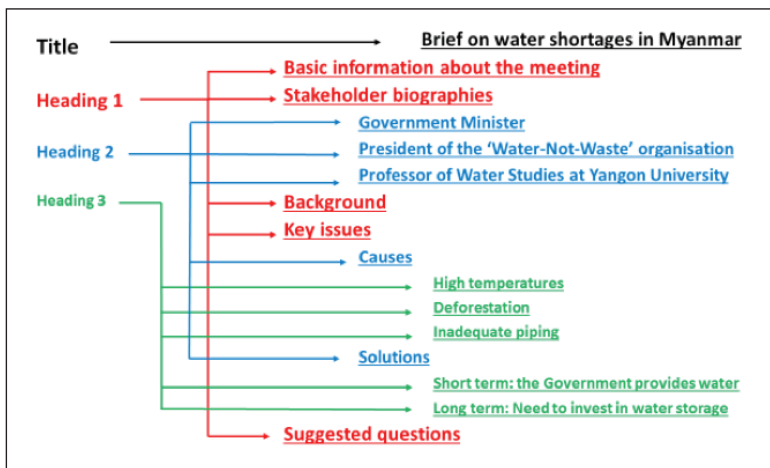 Title
Brief on water shortages in Myanmar
Basic information about the meeting
Heading 1
Stakeholder biographies
Government Minister
Heading 2
President of the ‘Water-Not-Waste’ organisation
Professor of Water Studies at Yangon University
Heading 3
Background
Key issues
Causes
High temperatures
Deforestation
Inadequate piping
Solutions
Short term: the Government provides water
Long term: Need to invest in water storage
Suggested questions